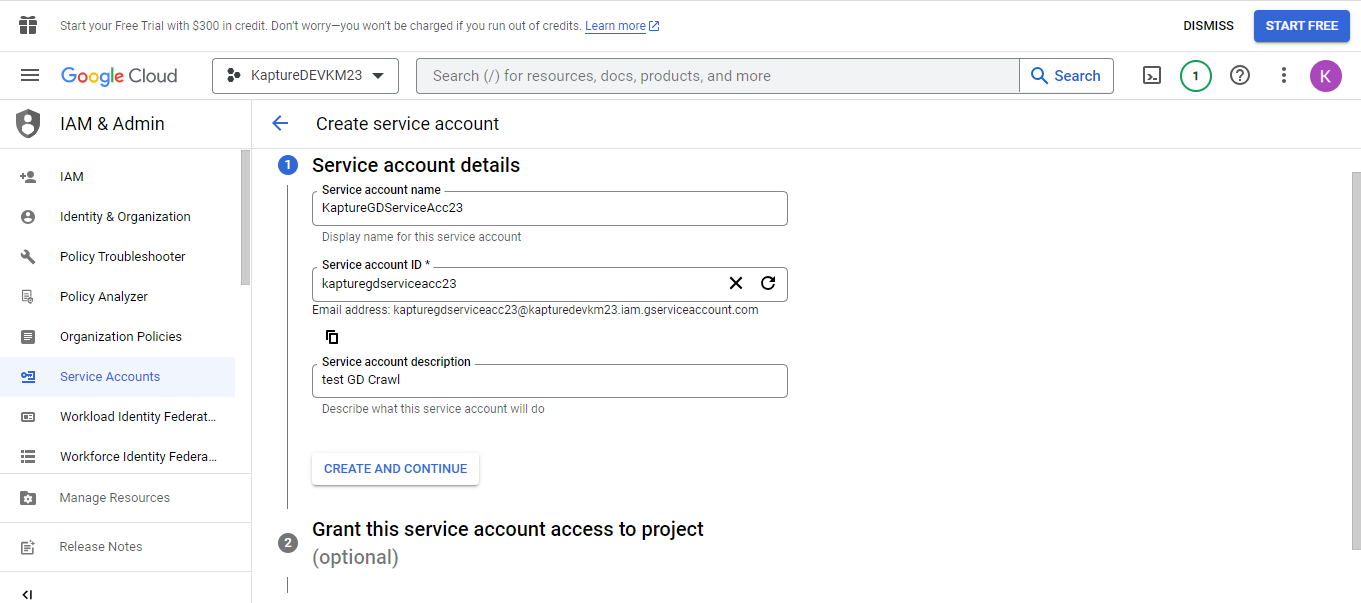 Start your Free Trial with $300 in credit. Don't worry—you won't be charged if you run out of credits. Learn more
DISMISS
START FREE
Google Cloud
KaptureDEVKM23
Search (/) for resources, docs, products, and more
Search
1
K
IAM & Admin
Create service account
IAM
Identity & Organization
Policy Troubleshooter
Policy Analyzer
Organization Policies
Service Accounts
Workload Identity Federat...
Workforce Identity Federa...
Manage Resources
Release Notes
1
Service account details
Service account name
KaptureGDServiceAcc23
Display name for this service account
Service account ID *
kapturegdserviceacc23
Email address: kapturegdserviceacc23@kapturedevkm23.iam.gserviceaccount.com
Service account description
test GD Crawl
Describe what this service account will do
CREATE AND CONTINUE
2
Grant this service account access to project
(optional)